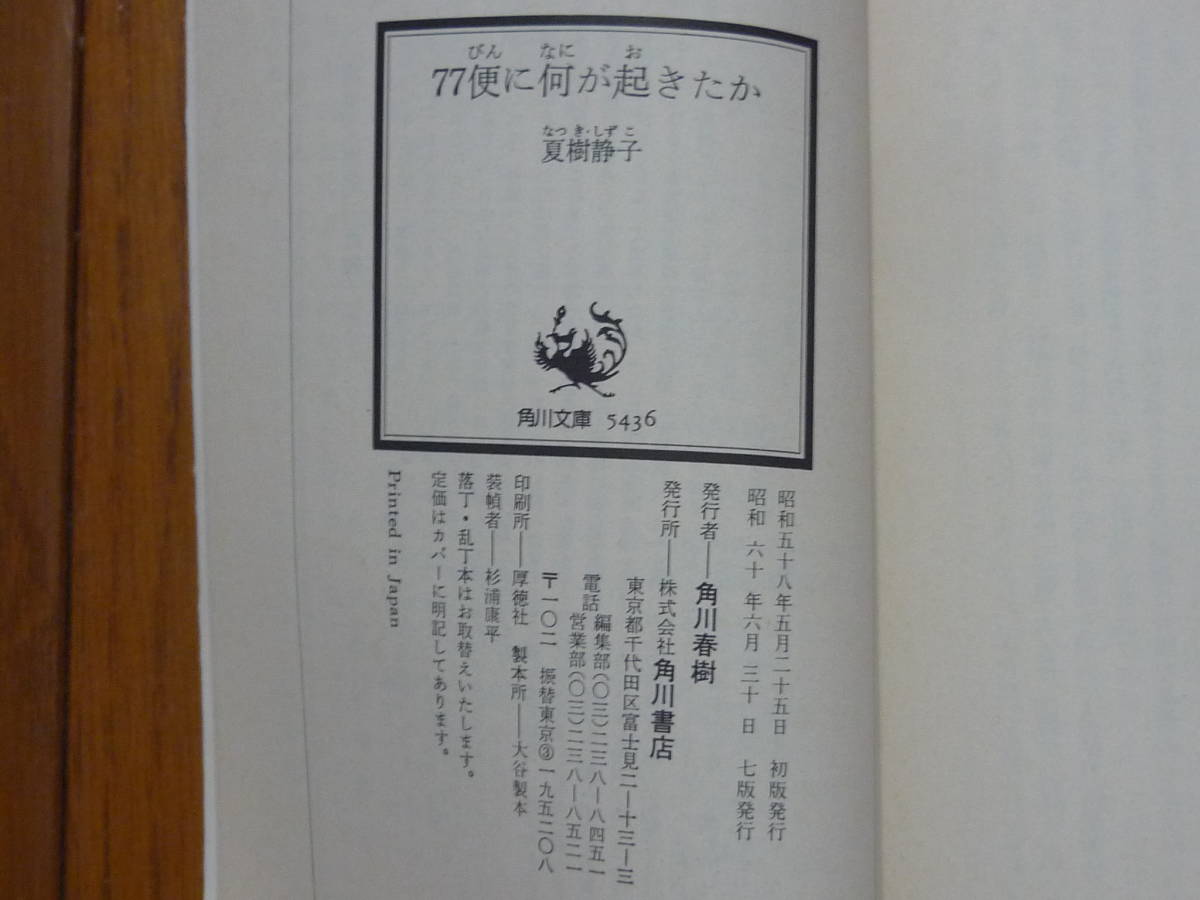 びん なに お
77便に何が起きたか
なつ き・しず こ
夏樹静子
角川文庫 5436
昭和五十八年五月二十五日 初版発行
昭和 六十 年六月 三十 日 七版発行
発行者──角川春樹
発行所──株式会社角川書店
東京都千代田区富士見二―十三―三
電話 編集部(〇三)二三八―八四五一
営業部(〇三)二三八―八五二一
〒一〇二 振替東京③一九五二〇八
印刷所──厚徳社 製本所──大谷製本
装幀者──杉浦康平
落丁・乱丁本はお取替えいたします。
定価はカバーに明記してあります。
Printed in Japan